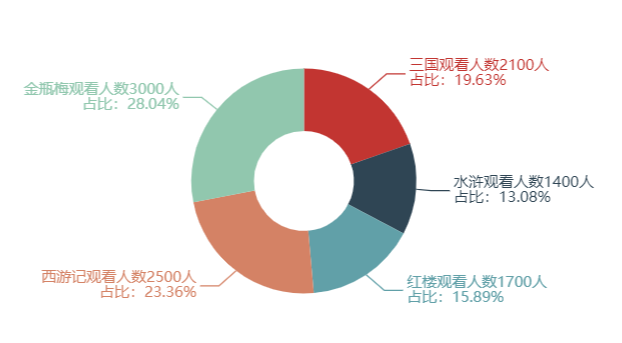 三国观看人数2100人
占比：19.63%
金瓶梅观看人数3000人
占比：28.04%
水浒观看人数1400人
占比：13.08%
西游记观看人数2500人
占比：23.36%
红楼观看人数1700人
占比：15.89%